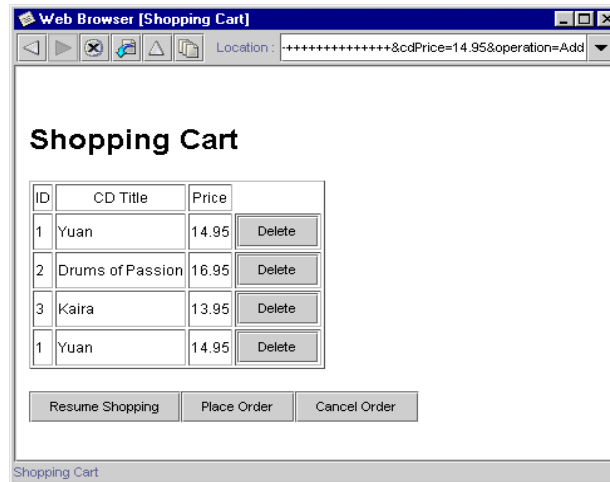 Web Browser [Shopping Cart]
Location : -+++++++++++++++&cdPrice=14.95&operation=Add
Shopping Cart
ID CD Title Price
1 Yuan 14.95 Delete
2 Drums of Passion 16.95 Delete
3 Kaira 13.95 Delete
1 Yuan 14.95 Delete
Resume Shopping Place Order Cancel Order
Shopping Cart